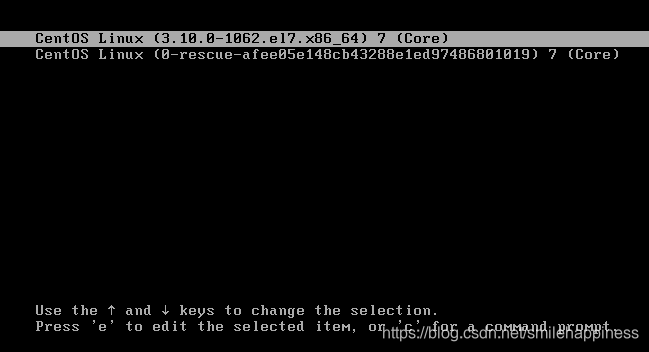 CentOS Linux (3.10.0-1062.el7.x86_64) 7 (Core)
CentOS Linux (0-rescue-afee05e148cb43288e1ed97486801019) 7 (Core)
Use the ↑ and ↓ keys to change the selection.
Press 'e' to edit the selected item, or 'c' for a command prompt.
https://blog.csdn.net/smilehappiness